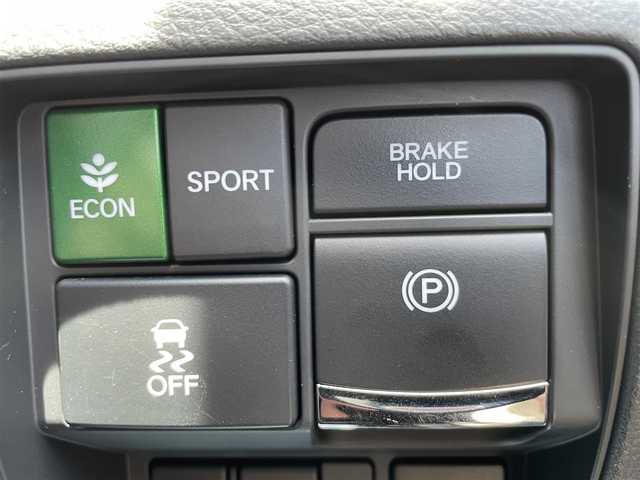 ECON
SPORT
BRAKE
HOLD
P
OFF